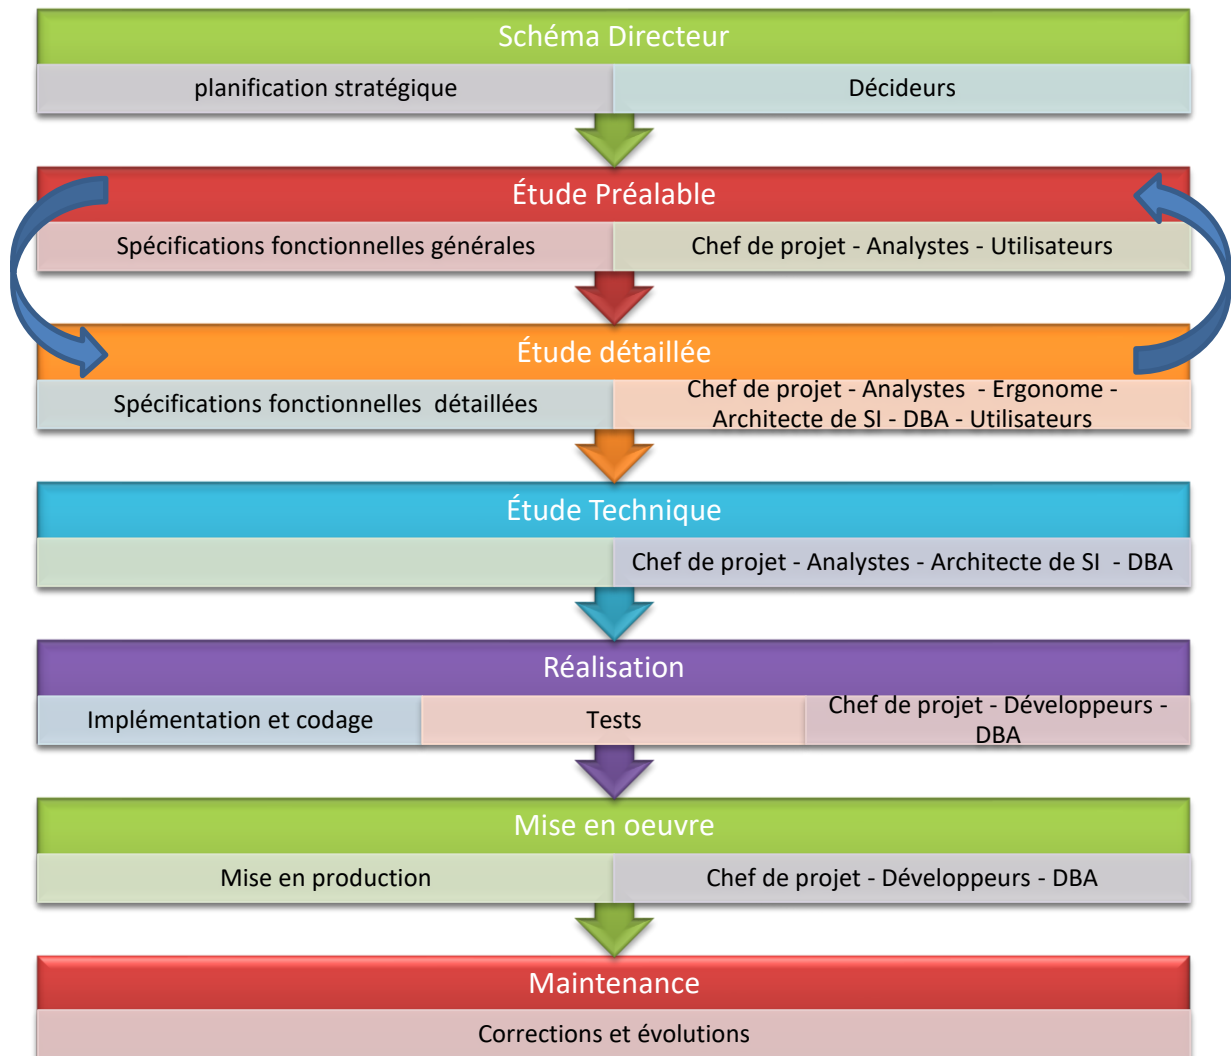 Schéma Directeur
planification stratégique
Décideurs
Étude Préalable
Spécifications fonctionnelles générales
Chef de projet - Analystes - Utilisateurs
Étude détaillée
Spécifications fonctionnelles  détaillées
Chef de projet - Analystes  - Ergonome -
Architecte de SI - DBA - Utilisateurs
Étude Technique
Chef de projet - Analystes - Architecte de SI  - DBA
Réalisation
Implémentation et codage
Tests
Chef de projet - Développeurs -
DBA
Mise en oeuvre
Mise en production
Chef de projet - Développeurs - DBA
Maintenance
Corrections et évolutions